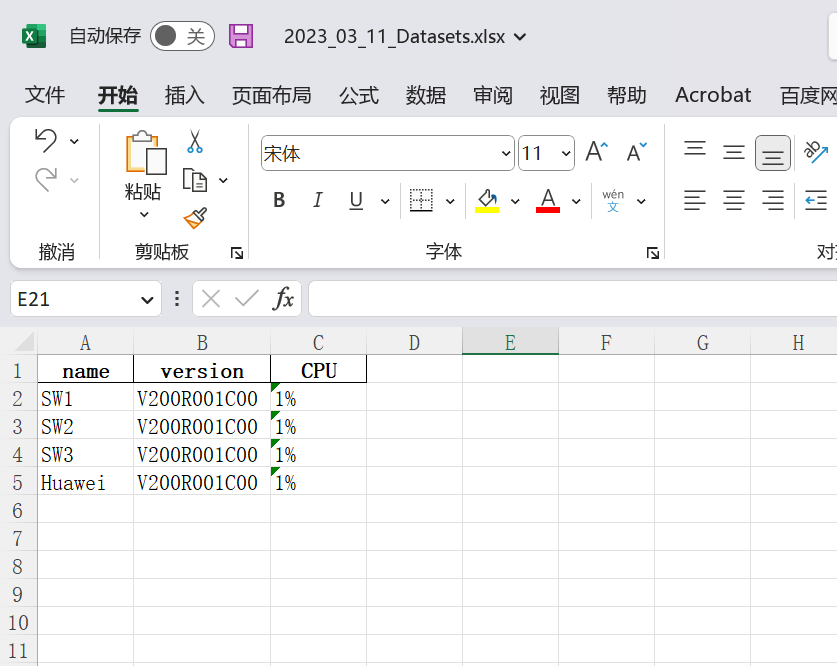 自动保存 关 2023_03_11_Datasets.xlsx
文件 开始 插入 页面布局 公式 数据 审阅 视图 帮助 Acrobat 百度网
宋体 11 A A
粘贴
B I U A wén 文
撤消 剪贴板 字体 对齐
E21 fx
A B C D E F G H
1 name version CPU
2 SW1 V200R001C00 1%
3 SW2 V200R001C00 1%
4 SW3 V200R001C00 1%
5 Huawei V200R001C00 1%
6
7
8
9
10
11